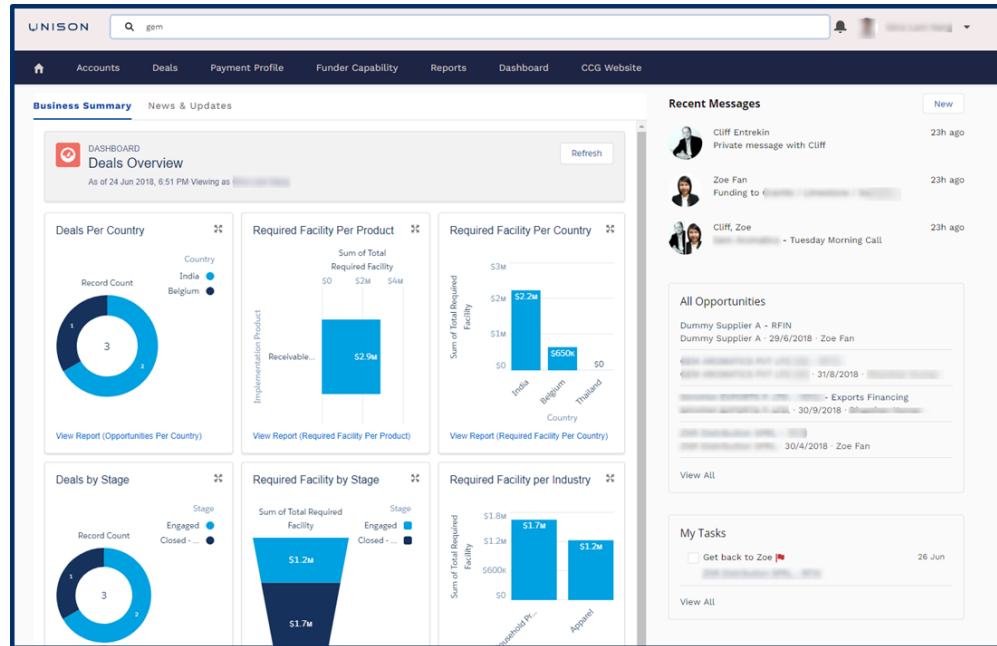 UNISON
gem
Accounts Deals Payment Profile Funder Capability Reports Dashboard CCG Website
Business Summary News & Updates
DASHBOARD
Deals Overview
As of 24 Jun 2018, 6:51 PM·Viewing as
Refresh
Deals Per Country
Country
Record Count
India
Belgium
1
3
2
View Report (Opportunities Per Country)
Required Facility Per Product
Sum of Total
Required Facility
$0 $2M $4M
Implementation Product
Receivable...
$2.9M
View Report (Required Facility Per Product)
Required Facility Per Country
Sum of Total Required
Facility
$3M
$2M
$1M
$0
$2.2M
$650K
$0
India
Belgium
Thailand
Country
View Report (Required Facility Per Country)
Deals by Stage
Stage
Record Count
Engaged
Closed - ...
1
3
2
Required Facility by Stage
Sum of Total Required
Facility
Stage
Engaged
Closed - ...
$1.2M
$1.7M
Required Facility per Industry
Sum of Total Required
Facility
$1.8M
$1.2M
$600K
$0
$1.7M
$1.2M
ousehold Pr...
Apparel
Recent Messages
New
Cliff Entrekin 23h ago
Private message with Cliff
Zoe Fan 23h ago
Funding to
Cliff, Zoe 23h ago
- Tuesday Morning Call
All Opportunities
Dummy Supplier A - RFIN
Dummy Supplier A · 29/6/2018 · Zoe Fan
· 31/8/2018 ·
- Exports Financing
· 30/9/2018 ·
30/4/2018 · Zoe Fan
View All
My Tasks
Get back to Zoe 26 Jun
View All